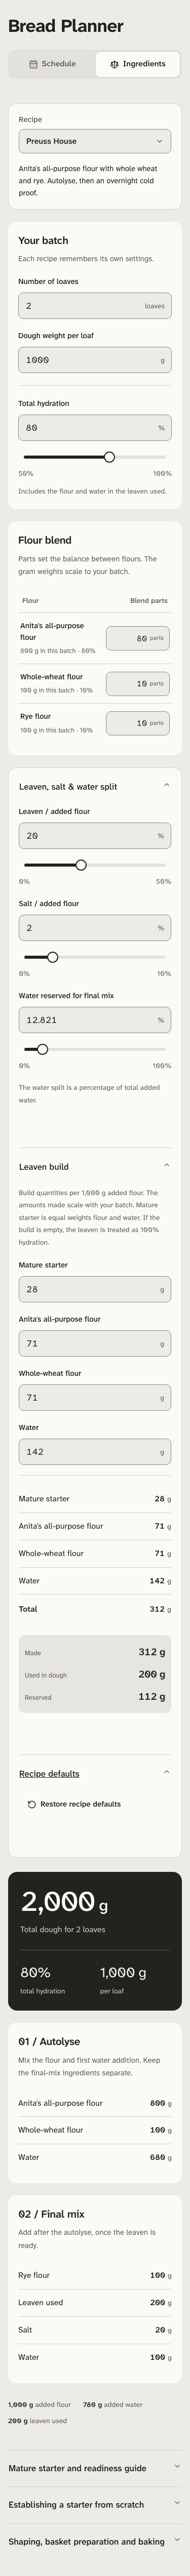 Bread Planner
Schedule
Ingredients
Recipe
Preuss House
Anita's all-purpose flour with whole wheat
and rye. Autolyse, then an overnight cold
proof.
Your batch
Each recipe remembers its own settings.
Number of loaves
2 loaves
Dough weight per loaf
1000 g
Total hydration
80 %
50% 100%
Includes the flour and water in the leaven used.
Flour blend
Parts set the balance between flours. The
gram weights scale to your batch.
Flour Blend parts
Anita's all-purpose
flour
800 g in this batch · 80%
80 parts
Whole-wheat flour
100 g in this batch · 10%
10 parts
Rye flour
100 g in this batch · 10%
10 parts
Leaven, salt & water split
Leaven / added flour
20 %
0% 50%
Salt / added flour
2 %
0% 10%
Water reserved for final mix
12.821 %
0% 100%
The water split is a percentage of total added
water.
Leaven build
Build quantities per 1,000 g added flour. The
amounts made scale with your batch. Mature
starter is equal weights flour and water. If the
build is empty, the leaven is treated as 100%
hydration.
Mature starter
28 g
Anita's all-purpose flour
71 g
Whole-wheat flour
71 g
Water
142 g
Mature starter 28 g
Anita's all-purpose flour 71 g
Whole-wheat flour 71 g
Water 142 g
Total 312 g
Made 312 g
Used in dough 200 g
Reserved 112 g
Recipe defaults
Restore recipe defaults
2,000 g
Total dough for 2 loaves
80% 1,000 g
total hydration per loaf
01 / Autolyse
Mix the flour and first water addition. Keep
the final-mix ingredients separate.
Anita's all-purpose flour 800 g
Whole-wheat flour 100 g
Water 680 g
02 / Final mix
Add after the autolyse, once the leaven is
ready.
Rye flour 100 g
Leaven used 200 g
Salt 20 g
Water 100 g
1,000 g added flour 780 g added water
200 g leaven used
Mature starter and readiness guide
Establishing a starter from scratch
Shaping, basket preparation and baking